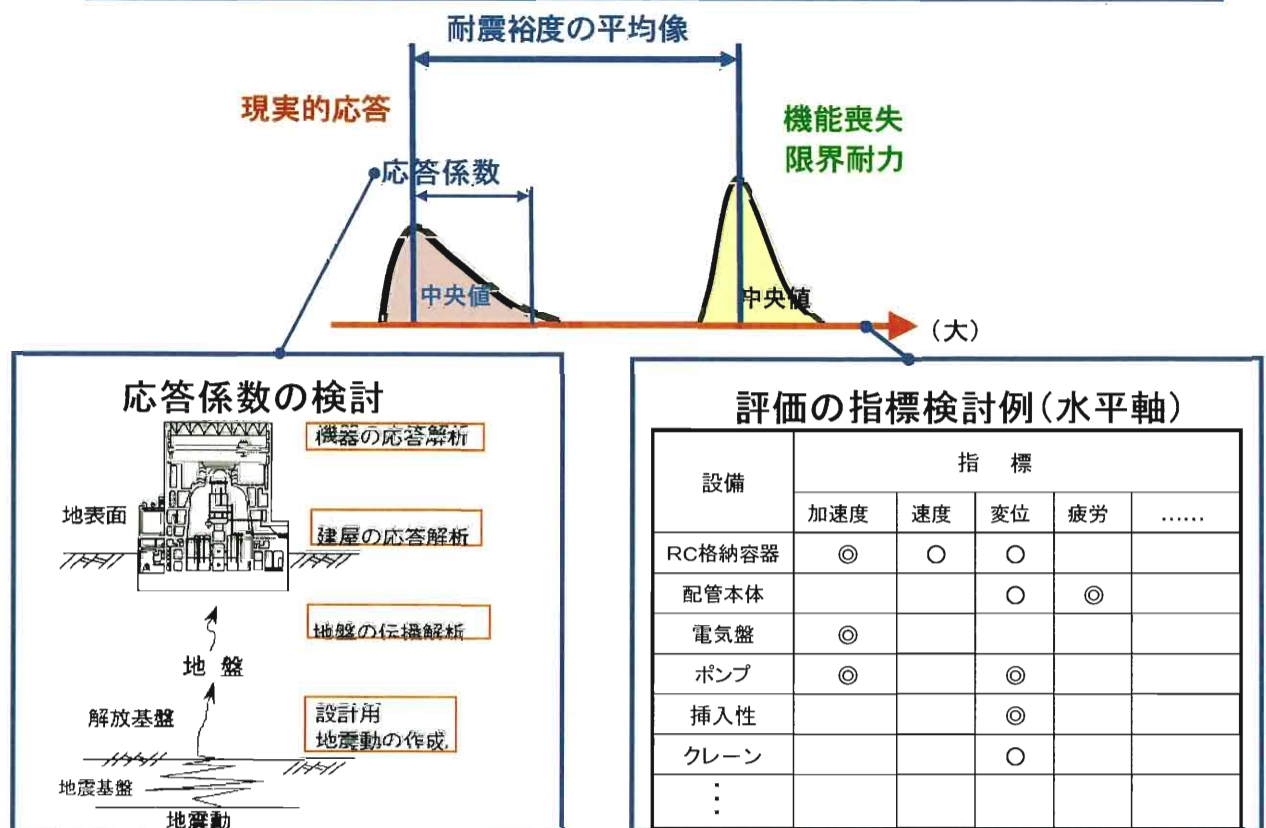 耐震裕度の平均像
現実的応答
機能喪失
限界耐力
応答係数
中央値
中央値
(大)
応答係数の検討
機器の応答解析
地表面
建屋の応答解析
地盤の伝播解析
地 盤
解放基盤
設計用
地震動の作成
地震基盤
地震動
評価の指標検討例(水平軸)
設備 指 標
加速度 速度 変位 疲労 ……
RC格納容器 ◎ ○ ○
配管本体 ○ ◎
電気盤 ◎
ポンプ ◎ ◎
挿入性 ◎
クレーン ○
⋮